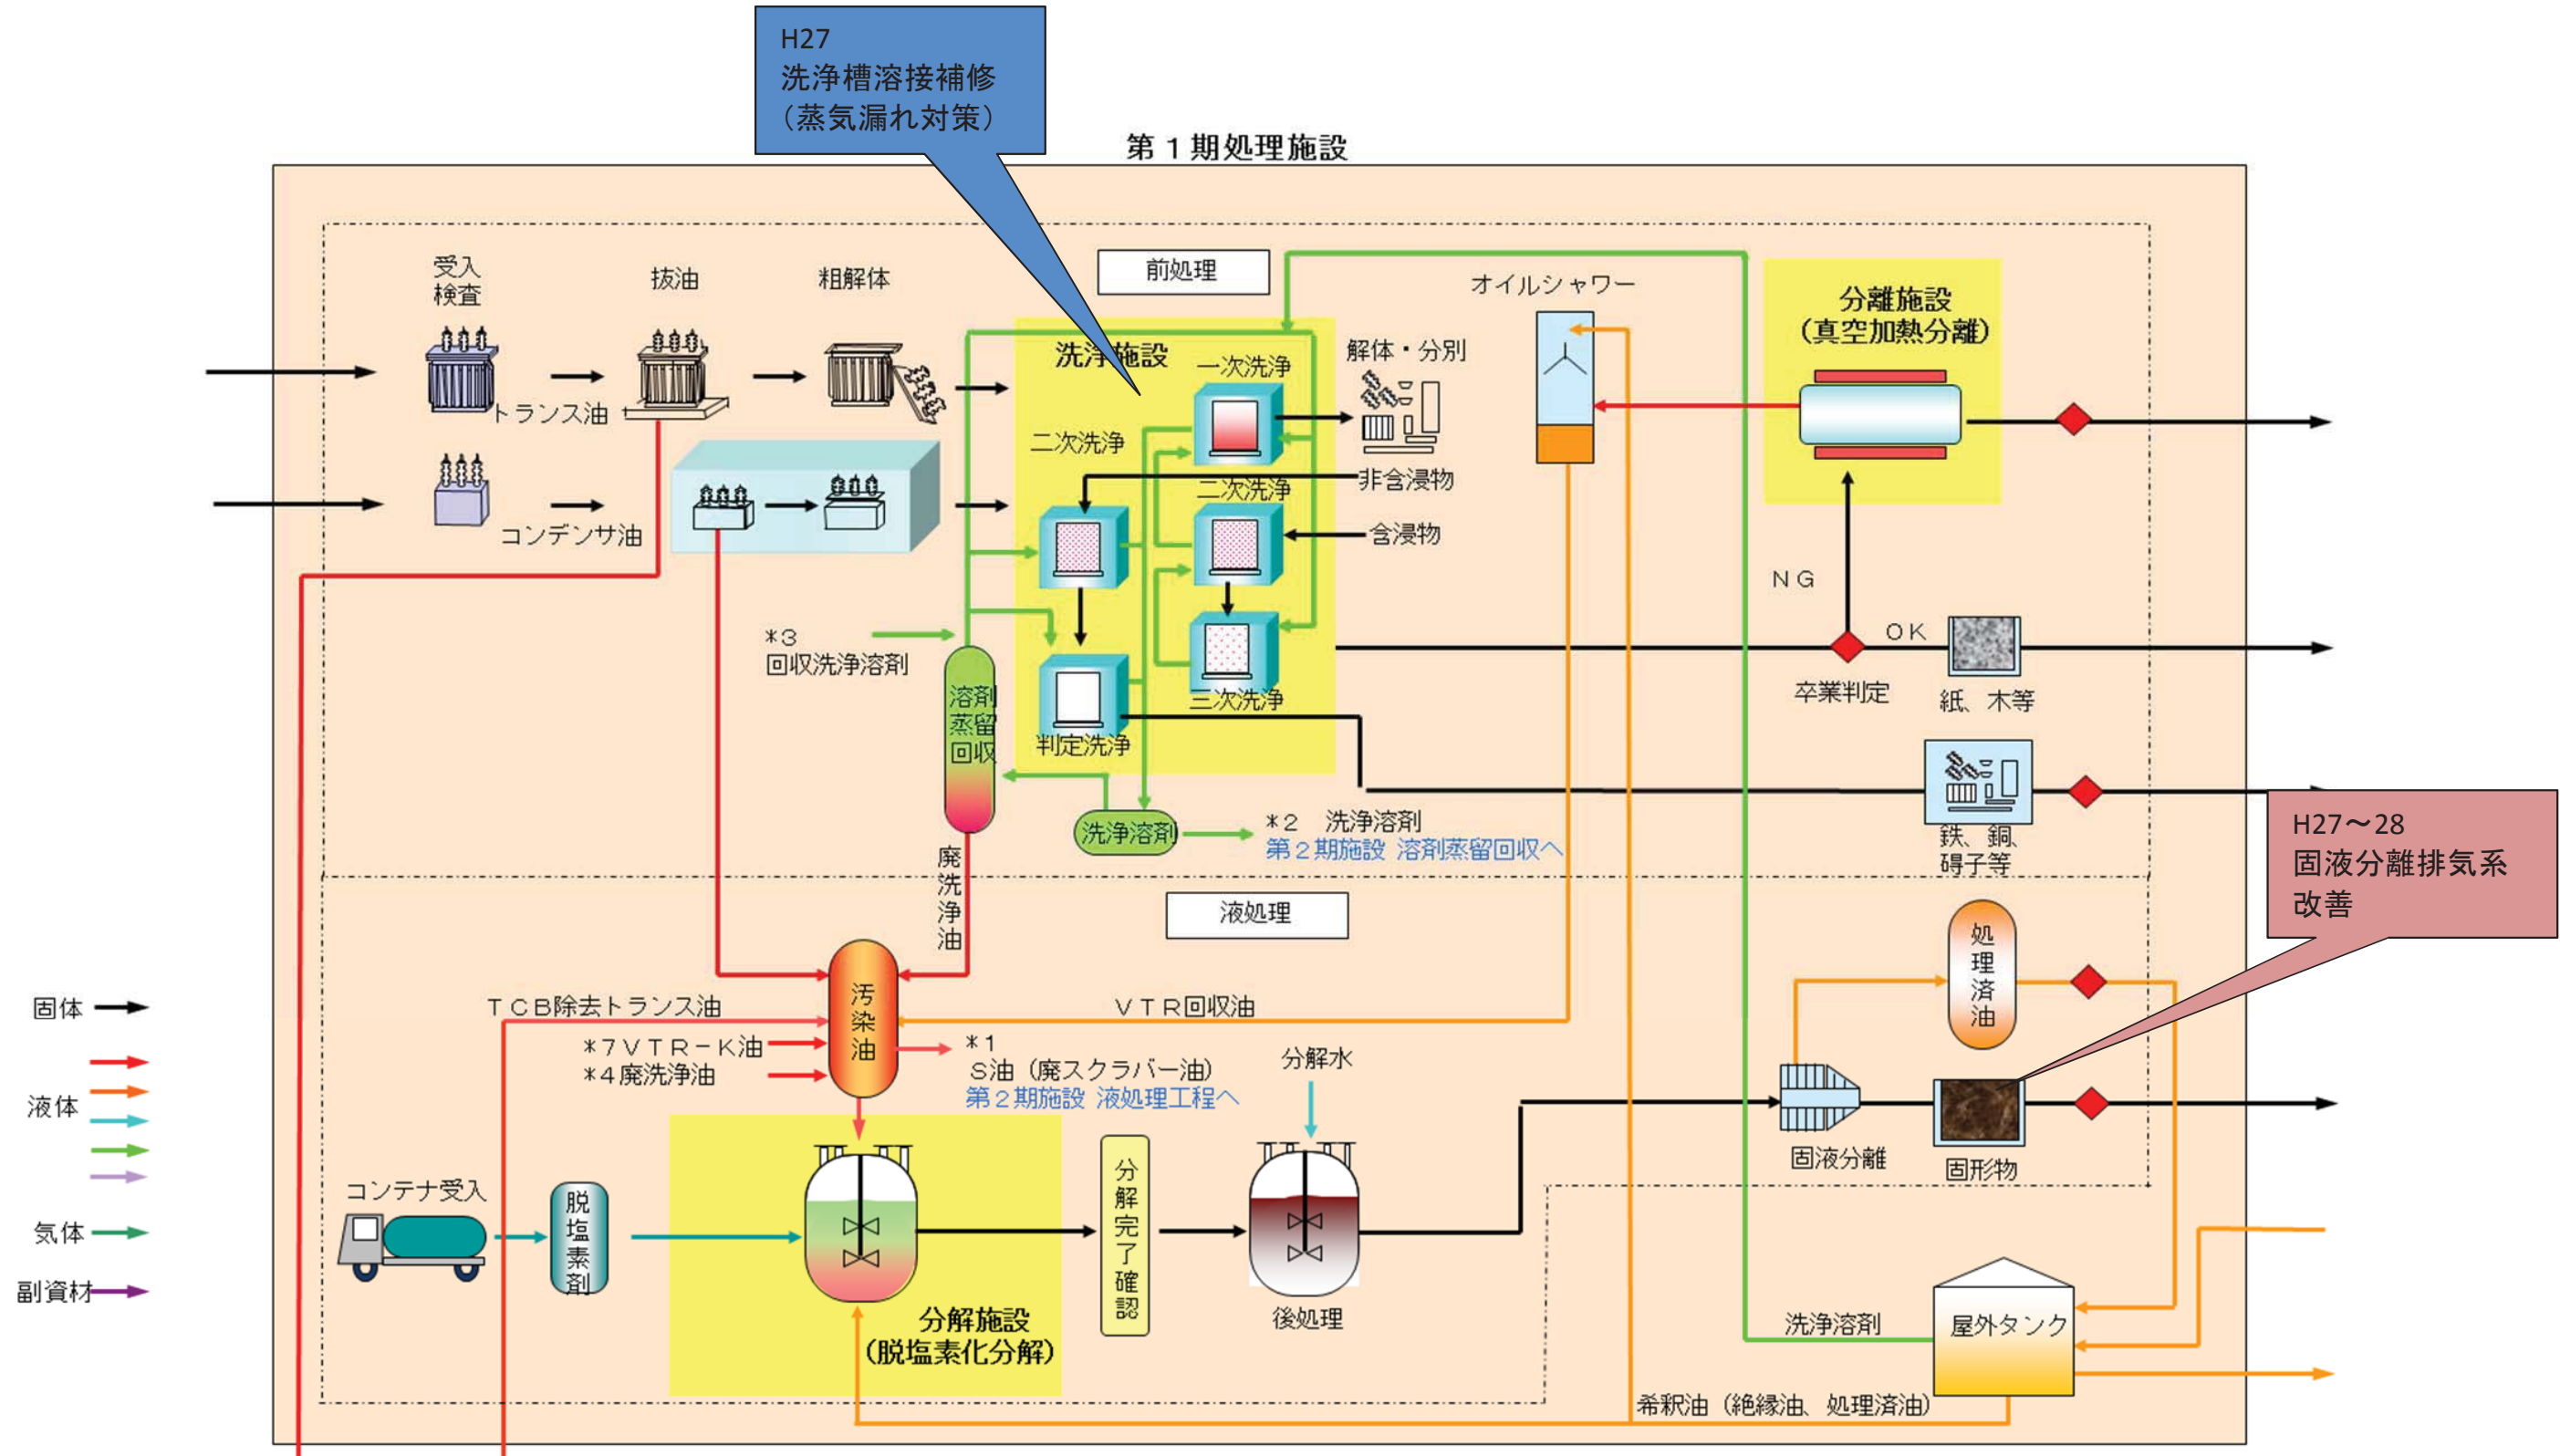 H27
洗浄槽溶接補修
（蒸気漏れ対策）
第１期処理施設
前処理
受入
検査
抜油
粗解体
トランス油
コンデンサ油
洗浄施設
一次洗浄
二次洗浄
二次洗浄
三次洗浄
判定洗浄
解体・分別
非含浸物
含浸物
オイルシャワー
分離施設
(真空加熱分離)
ＮＧ
ＯＫ
卒業判定
紙、木等
鉄、銅、
碍子等
*３
回収洗浄溶剤
溶剤
蒸留
回収
洗浄溶剤
*２　洗浄溶剤
第２期施設 溶剤蒸留回収へ
廃洗浄油
液処理
H27～28
固液分離排気系
改善
処理済油
汚染油
ＴＣＢ除去トランス油
*７ＶＴＲ－Ｋ油
*４廃洗浄油
ＶＴＲ回収油
*１
Ｓ油（廃スクラバー油）
第２期施設 液処理工程へ
分解水
固液分離
固形物
コンテナ受入
脱塩素剤
分解施設
(脱塩素化分解)
分解完了確認
後処理
洗浄溶剤
屋外タンク
希釈油（絶縁油、処理済油）
固体
液体
気体
副資材